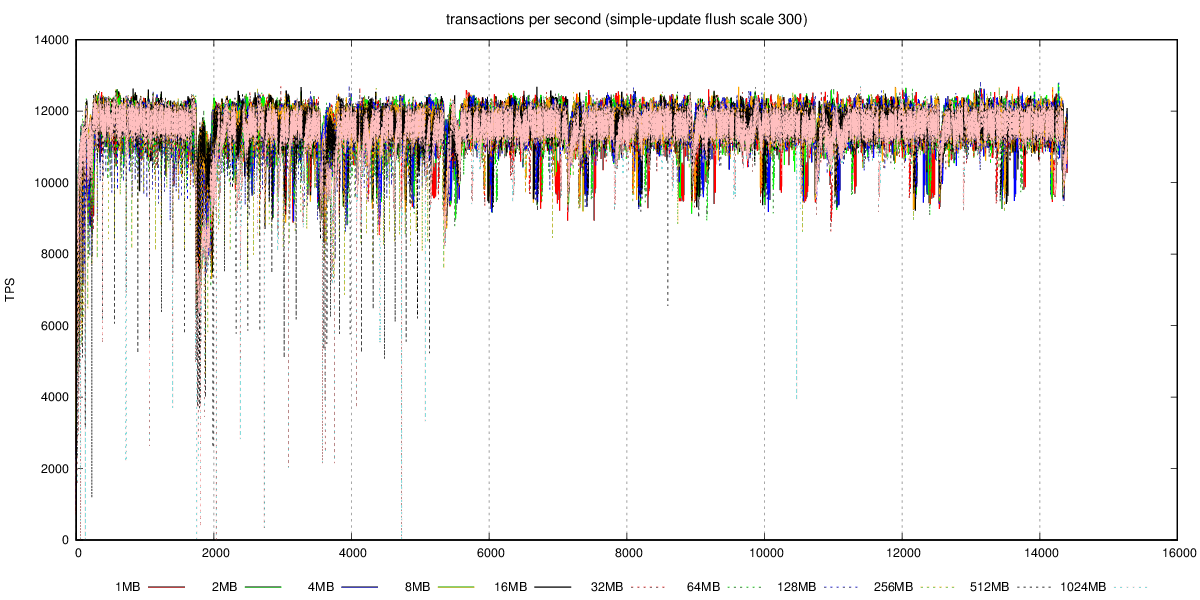 transactions per second (simple-update flush scale 300)
14000
12000
10000
8000
6000
4000
2000
0
TPS
0 2000 4000 6000 8000 10000 12000 14000 16000
1MB 2MB 4MB 8MB 16MB 32MB 64MB 128MB 256MB 512MB 1024MB